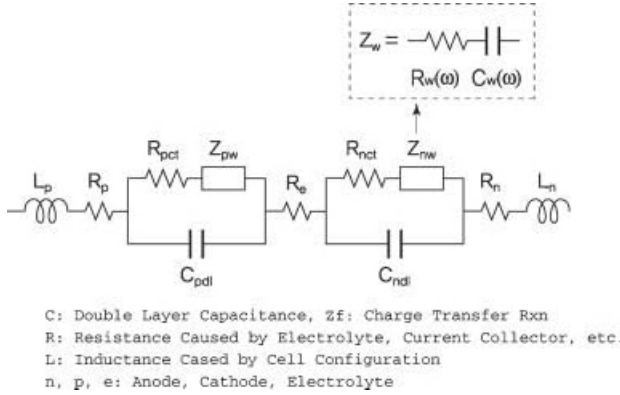 Zw = 
Rw(ω) Cw(ω)
Rpct Zpw
Rnct Znw
Lp Rp Re Rn Ln
Cpdl Cndl
C: Double Layer Capacitance, Zf: Charge Transfer Rxn
R: Resistance Caused by Electrolyte, Current Collector, etc.
L: Inductance Cased by Cell Configuration
n, p, e: Anode, Cathode, Electrolyte